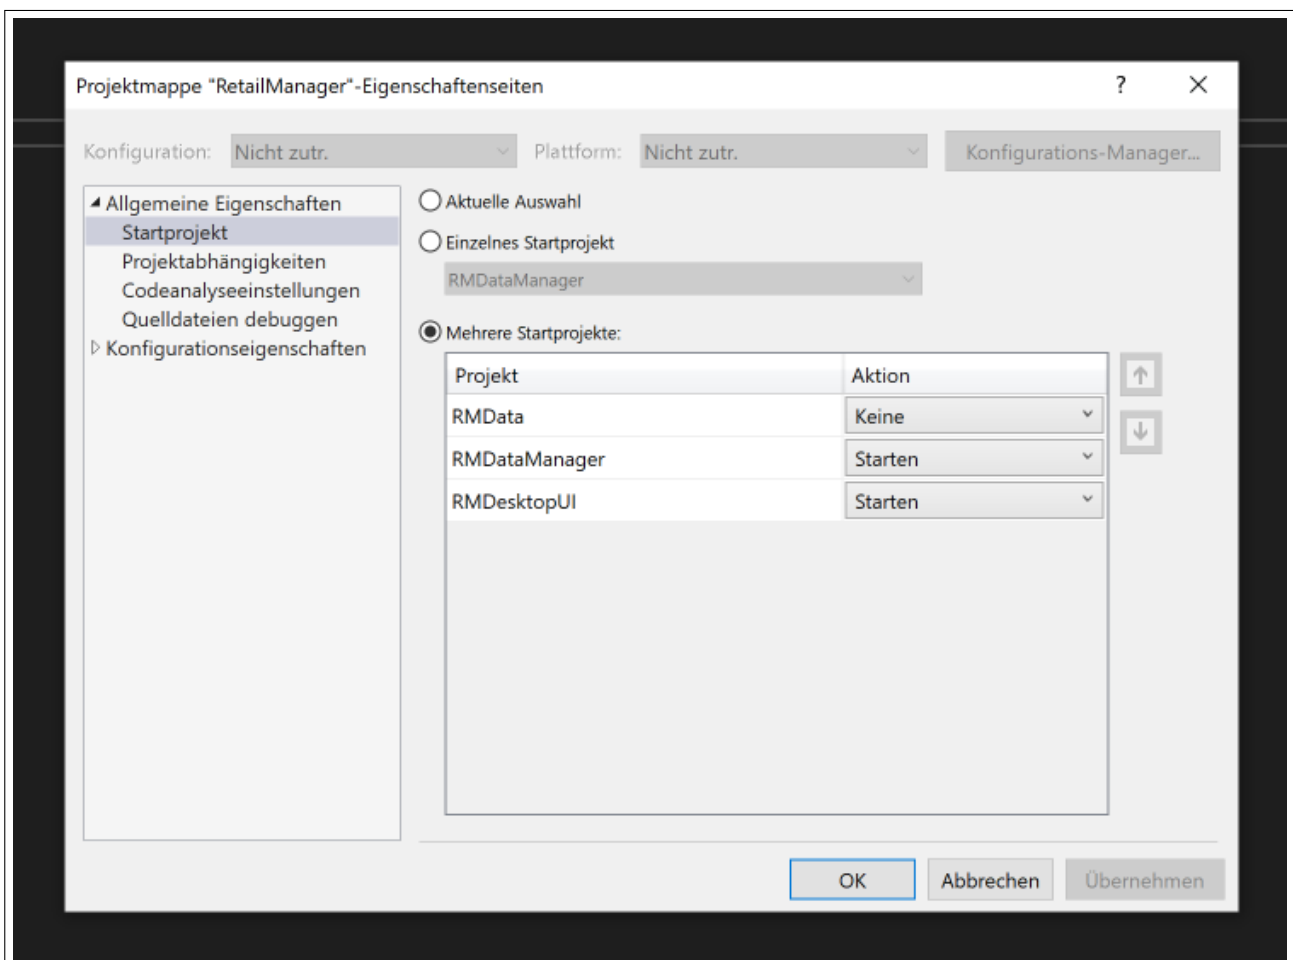 Projektmappe "RetailManager"-Eigenschaftenseiten ?
Konfiguration: Nicht zutr. Plattform: Nicht zutr. Konfigurations-Manager...
Allgemeine Eigenschaften
Startprojekt
Projektabhängigkeiten
Codeanalyseeinstellungen
Quelldateien debuggen
Konfigurationseigenschaften
Aktuelle Auswahl
Einzelnes Startprojekt
RMDataManager
Mehrere Startprojekte:
Projekt Aktion
RMData Keine
RMDataManager Starten
RMDesktopUI Starten
OK Abbrechen Übernehmen